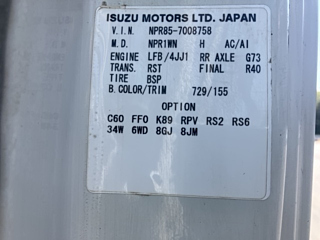 ISUZU MOTORS LTD. JAPAN
V.I.N. NPR85-7008758
M.D. NPR1WN H AC/AI
ENGINE LFB/4JJ1 RR AXLE G73
TRANS. RST FINAL R40
TIRE BSP
B.COLOR/TRIM 729/155
OPTION
C60 FF0 K89 RPV RS2 RS6
34W 6WD 8GJ 8JM